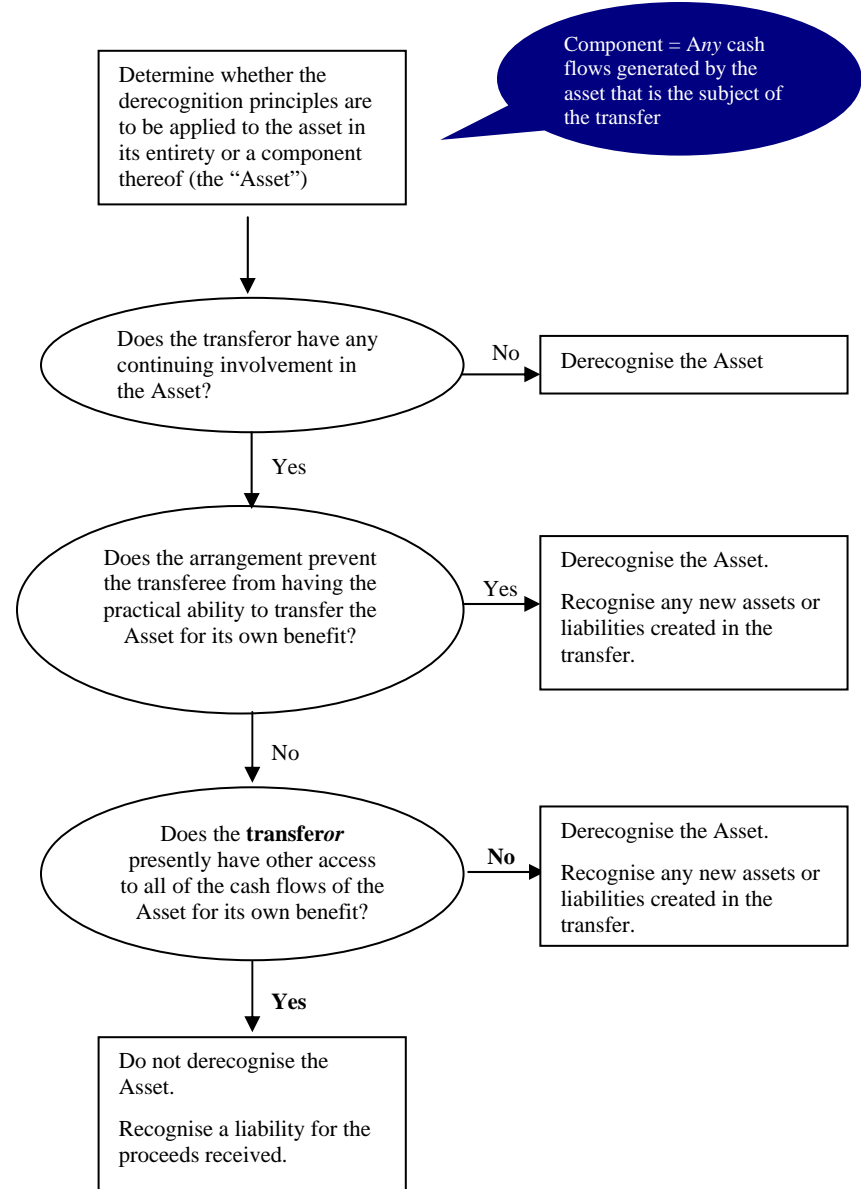 Component = Any cash
flows generated by the
asset that is the subject of
the transfer
Determine whether the
derecognition principles are
to be applied to the asset in
its entirety or a component
thereof (the “Asset”)
Does the transferor have any
continuing involvement in
the Asset?
No
Derecognise the Asset
Yes
Does the arrangement prevent
the transferee from having the
practical ability to transfer the
Asset for its own benefit?
Yes
Derecognise the Asset.
Recognise any new assets or
liabilities created in the
transfer.
No
Does the transferor
presently have other access
to all of the cash flows of the
Asset for its own benefit?
No
Derecognise the Asset.
Recognise any new assets or
liabilities created in the
transfer.
Yes
Do not derecognise the
Asset.
Recognise a liability for the
proceeds received.